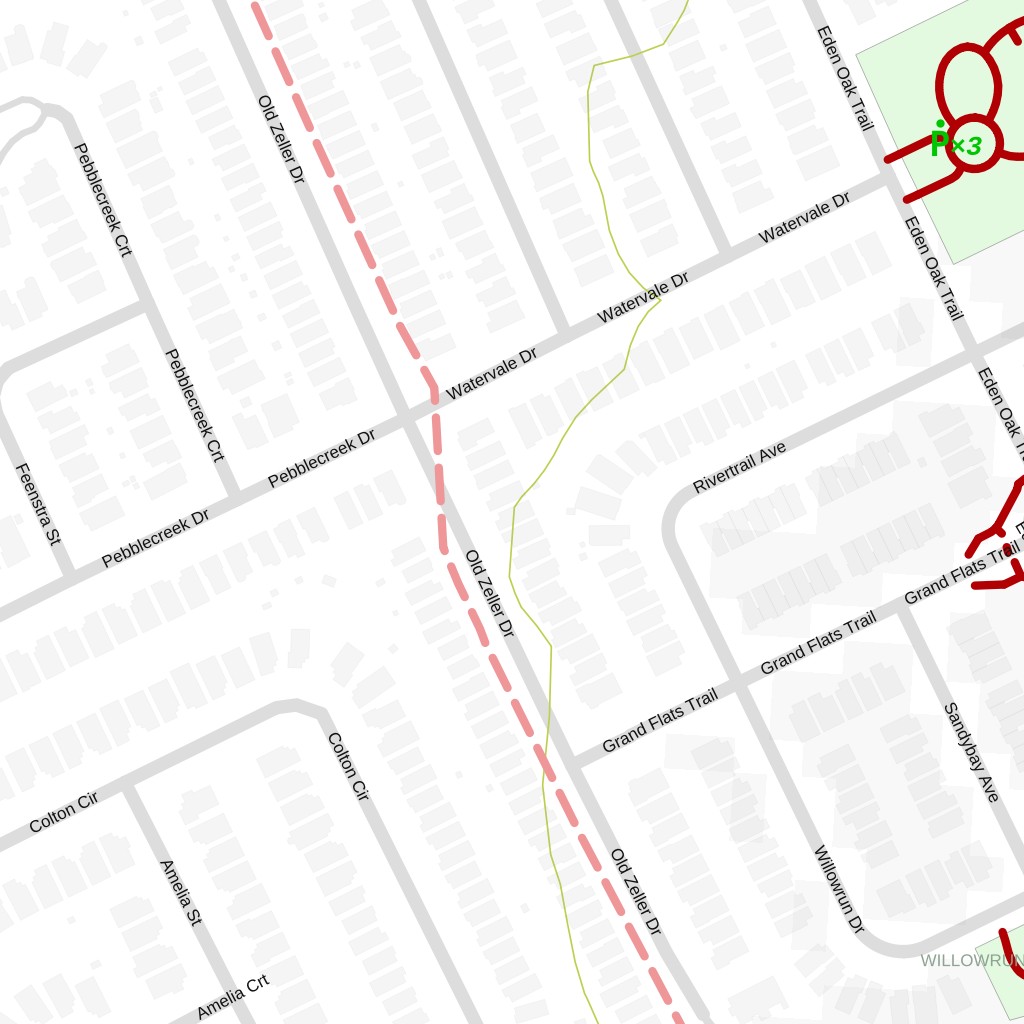 Eden Oak Trail
Old Zeller Dr
P×3
Pebblecreek Crt
Watervale Dr
Eden Oak Trail
Watervale Dr
Watervale Dr
Pebblecreek Crt
Eden Oak Tr
Pebblecreek Dr
Rivertrail Ave
Feenstra St
Pebblecreek Dr
Old Zeller Dr
Grand Flats Trail
Grand Flats Trail
Grand Flats Trail
Sandybay Ave
Colton Cir
Colton Cir
Amelia St
Old Zeller Dr
Willowrun Dr
WILLOWRUN
Amelia Crt